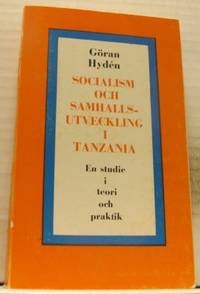 Göran
Hydén
SOCIALISM
OCH
SAMHÄLLS-
UTVECKLING
I
TANZANIA
En studie
i
teori
och
praktik